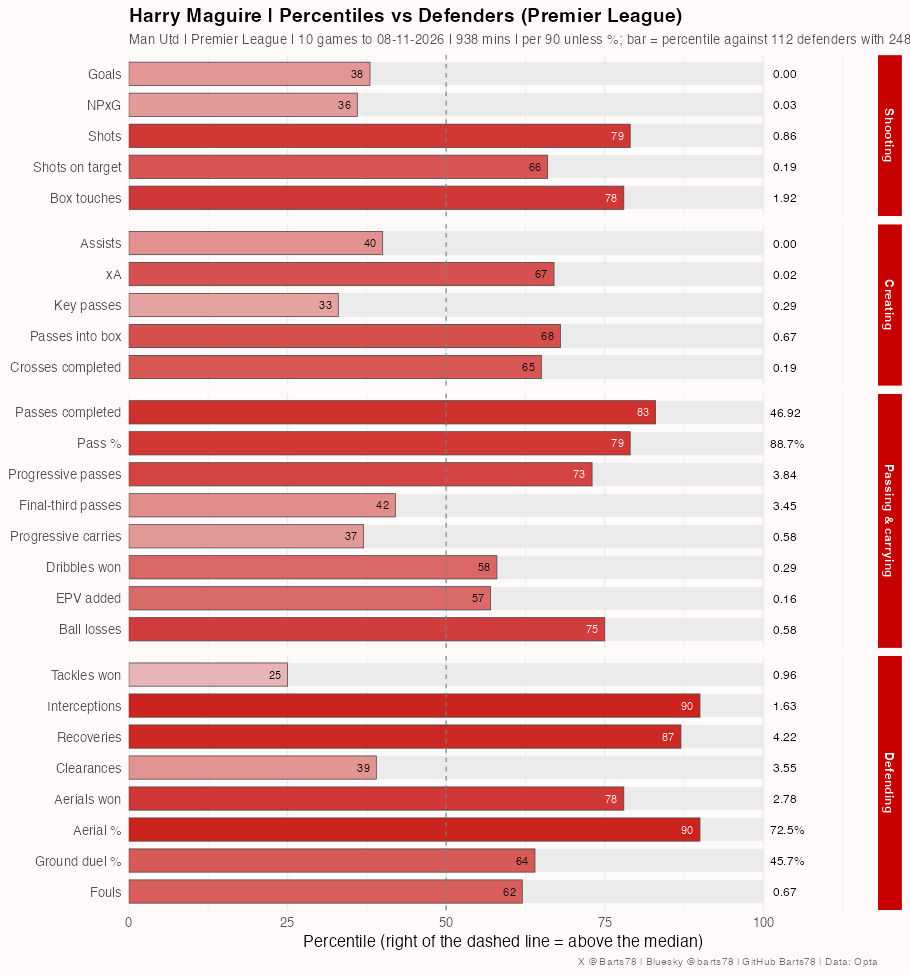 Harry Maguire | Percentiles vs Defenders (Premier League)
Man Utd | Premier League | 10 games to 08-11-2026 | 938 mins | per 90 unless %; bar = percentile against 112 defenders with 248
Goals 38 0.00
NPxG 36 0.03
Shots 79 0.86
Shots on target 66 0.19
Box touches 78 1.92
Shooting
Assists 40 0.00
xA 67 0.02
Key passes 33 0.29
Passes into box 68 0.67
Crosses completed 65 0.19
Creating
Passes completed 83 46.92
Pass % 79 88.7%
Progressive passes 73 3.84
Final-third passes 42 3.45
Progressive carries 37 0.58
Dribbles won 58 0.29
EPV added 57 0.16
Ball losses 75 0.58
Passing & carrying
Tackles won 25 0.96
Interceptions 90 1.63
Recoveries 87 4.22
Clearances 39 3.55
Aerials won 78 2.78
Aerial % 90 72.5%
Ground duel % 64 45.7%
Fouls 62 0.67
Defending
0 25 50 75 100
Percentile (right of the dashed line = above the median)
X @Barts78 | Bluesky @barts78 | GitHub Barts78 | Data: Opta